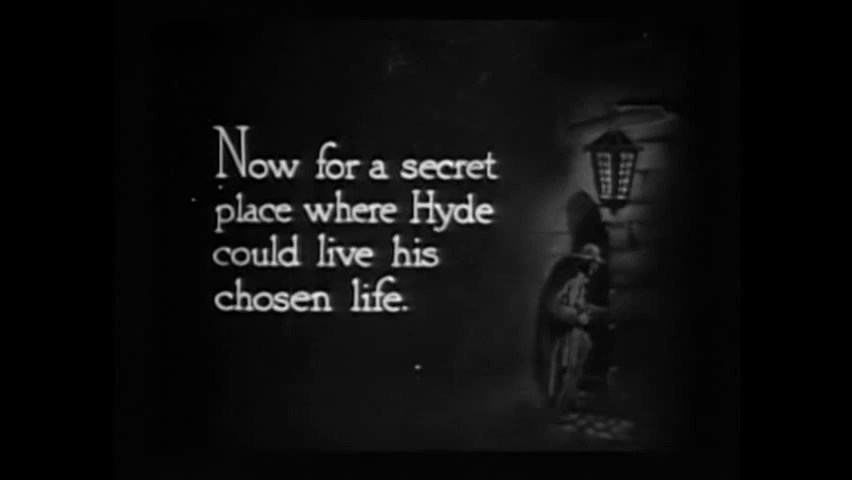 Now for a secret
place where Hyde
could live his
chosen life.